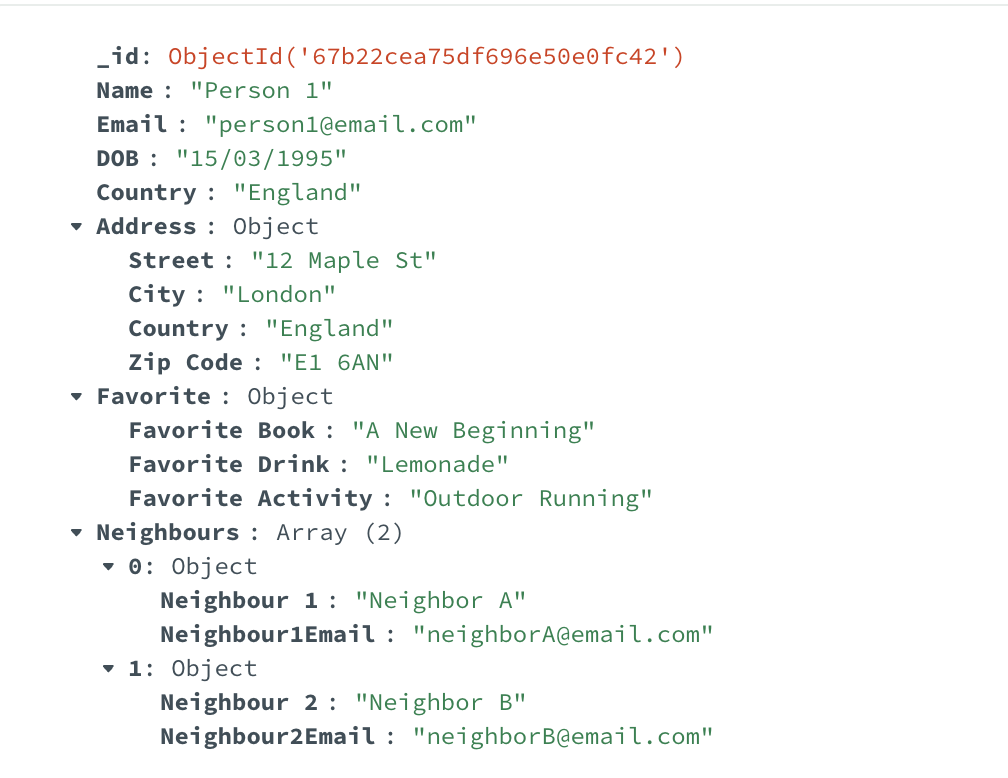 _id: ObjectId('67b22cea75df696e50e0fc42')
Name : "Person 1"
Email : "person1@email.com"
DOB : "15/03/1995"
Country : "England"
Address : Object
Street : "12 Maple St"
City : "London"
Country : "England"
Zip Code : "E1 6AN"
Favorite : Object
Favorite Book : "A New Beginning"
Favorite Drink : "Lemonade"
Favorite Activity : "Outdoor Running"
Neighbours : Array (2)
0: Object
Neighbour 1 : "Neighbor A"
Neighbour1Email : "neighborA@email.com"
1: Object
Neighbour 2 : "Neighbor B"
Neighbour2Email : "neighborB@email.com"